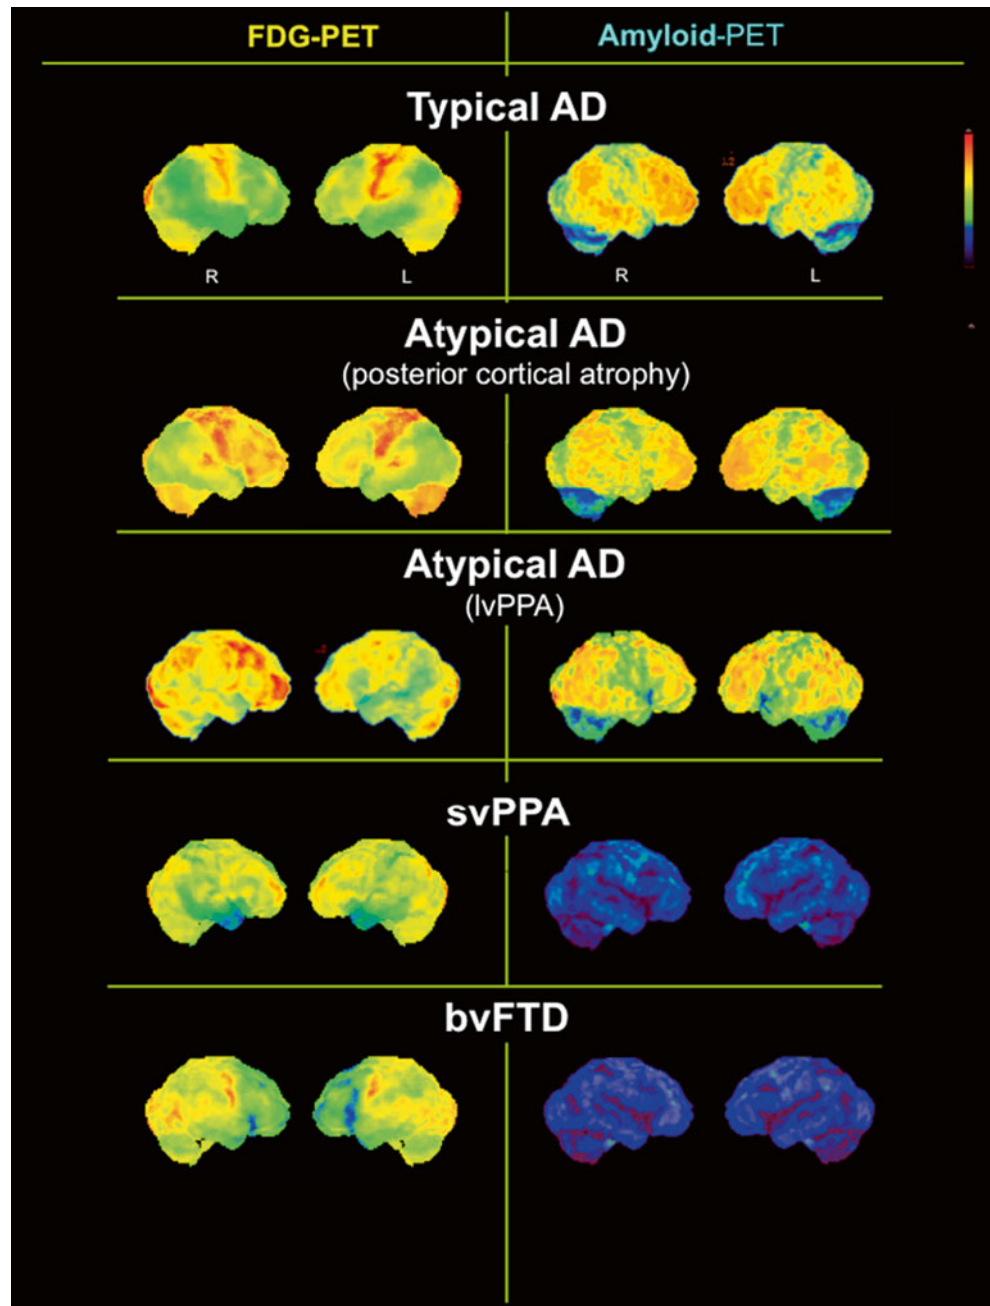 FDG-PET
Amyloid-PET
Typical AD
R
L
R
L
Atypical AD
(posterior cortical atrophy)
Atypical AD
(lvPPA)
svPPA
bvFTD